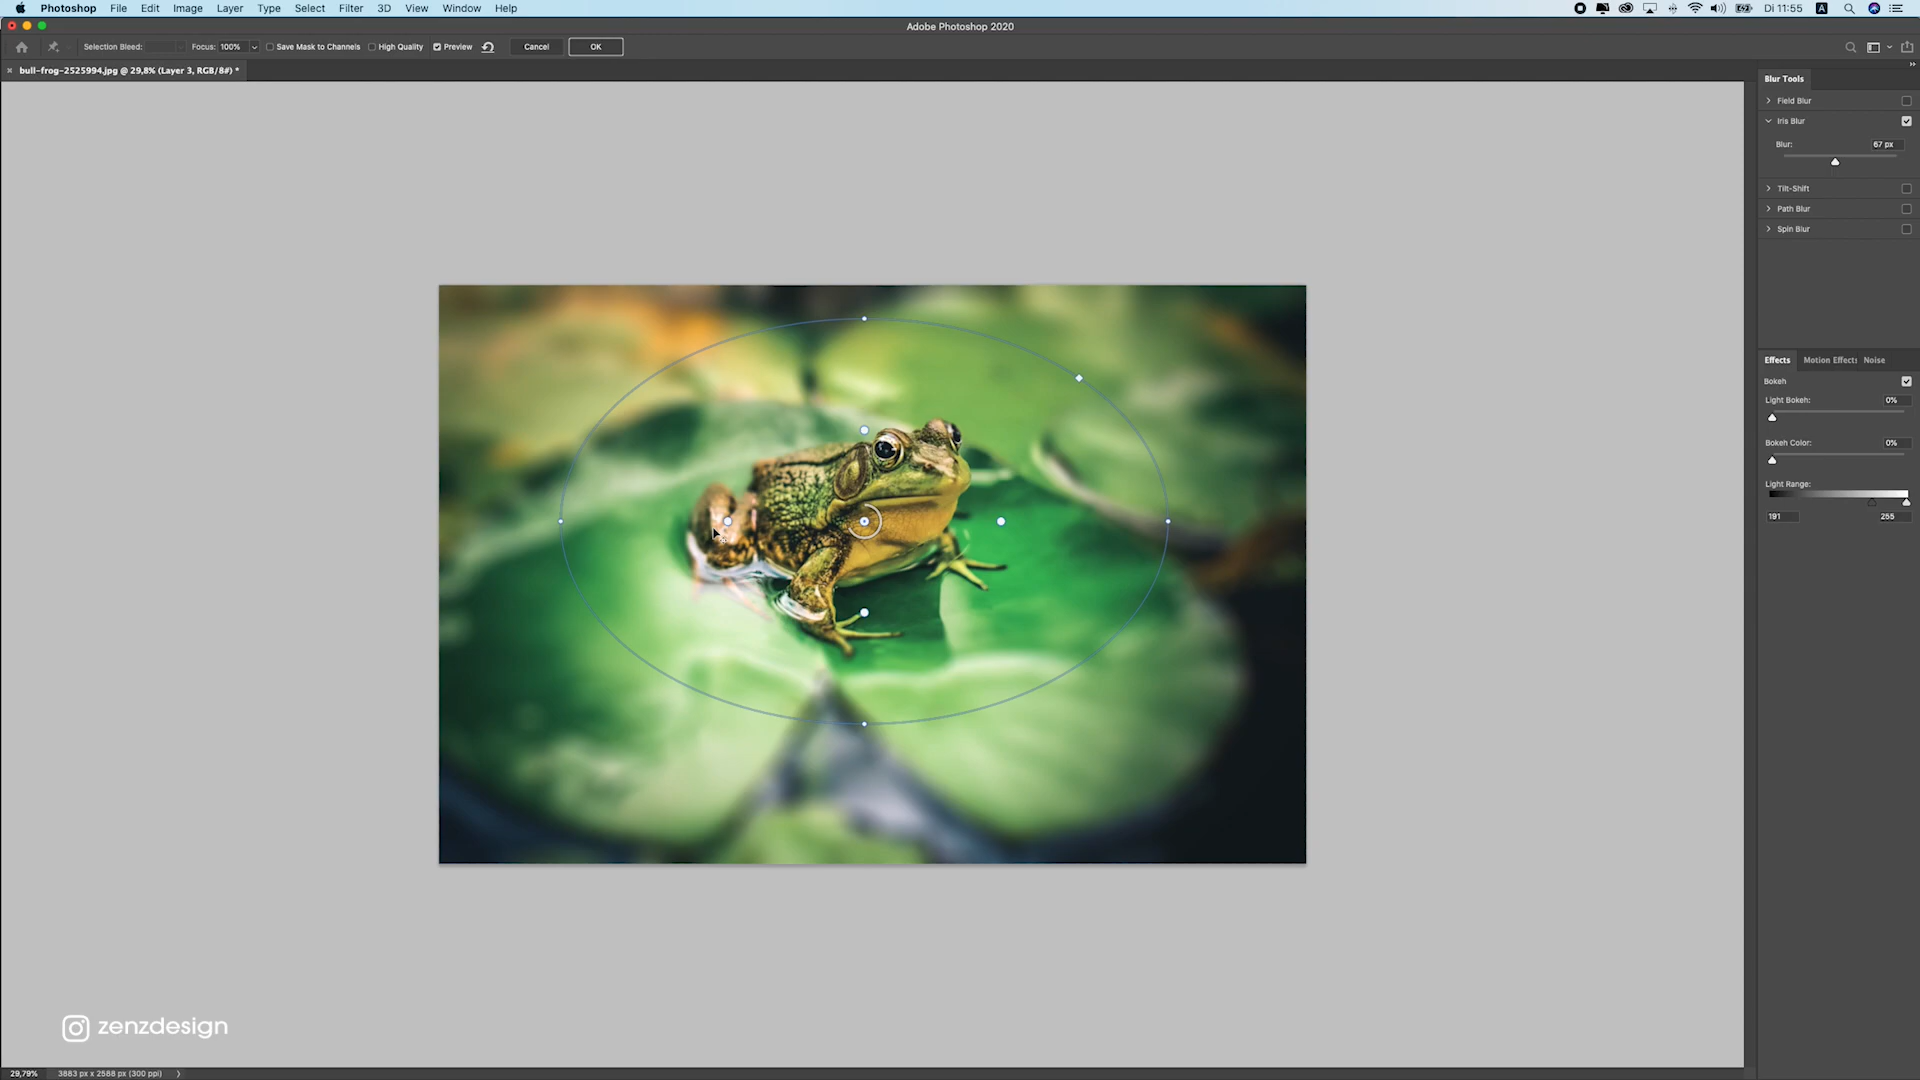 Photoshop File Edit Image Layer Type Select Filter 3D View Window Help
Di 11:55 A
Adobe Photoshop 2020
Selection Bleed: Focus: 100% Save Mask to Channels High Quality Preview Cancel OK
bull-frog-2525994.jpg @ 29,8% (Layer 3, RGB/8#) *
Blur Tools
Field Blur
Iris Blur
Blur: 67 px
Tilt-Shift
Path Blur
Spin Blur
Effects Motion Effects Noise
Bokeh
Light Bokeh: 0%
Bokeh Color: 0%
Light Range:
191 255
zenzdesign
29,79% 3883 px x 2588 px (300 ppi)